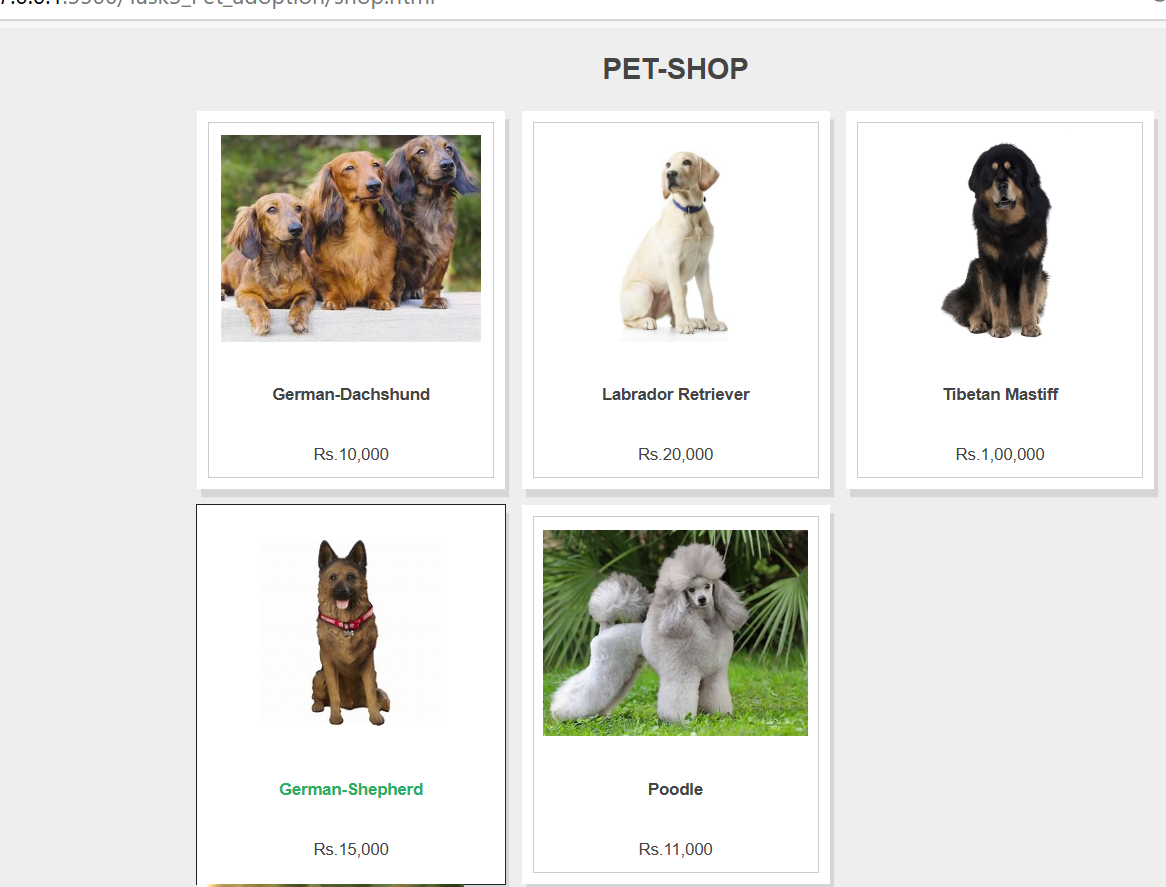 PET-SHOP
German-Dachshund
Labrador Retriever
Tibetan Mastiff
Rs.10,000
Rs.20,000
Rs.1,00,000
German-Shepherd
Poodle
Rs.15,000
Rs.11,000